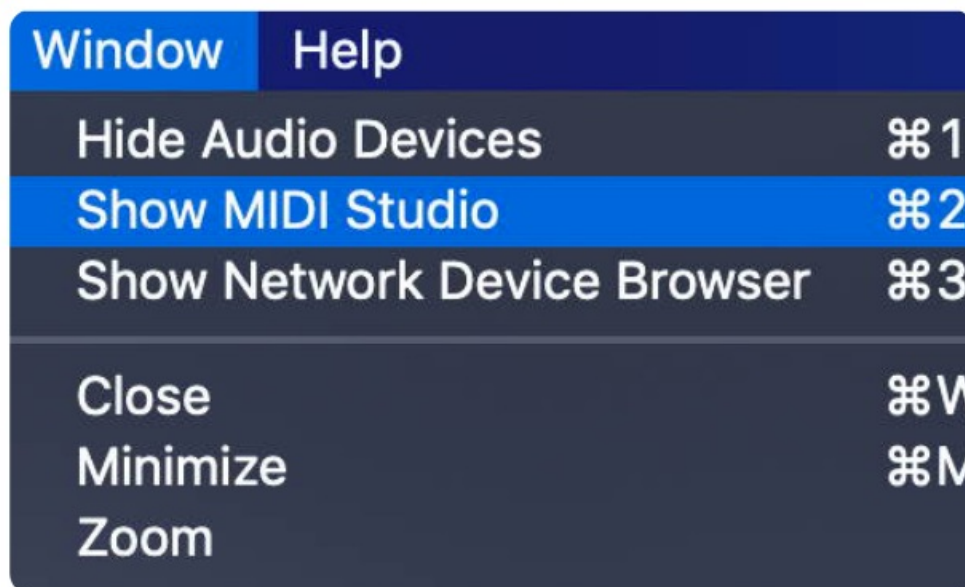 Window Help
Hide Audio Devices ⌘1
Show MIDI Studio ⌘2
Show Network Device Browser ⌘3
Close ⌘W
Minimize ⌘M
Zoom